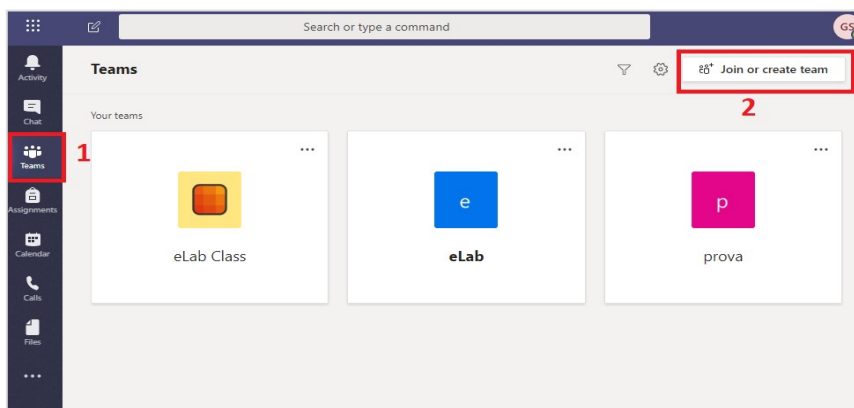 Search or type a command
GS
Activity
Teams
Join or create team
2
Chat
Your teams
1
Teams
e
p
Assignments
Calendar
eLab Class
eLab
prova
Calls
Files